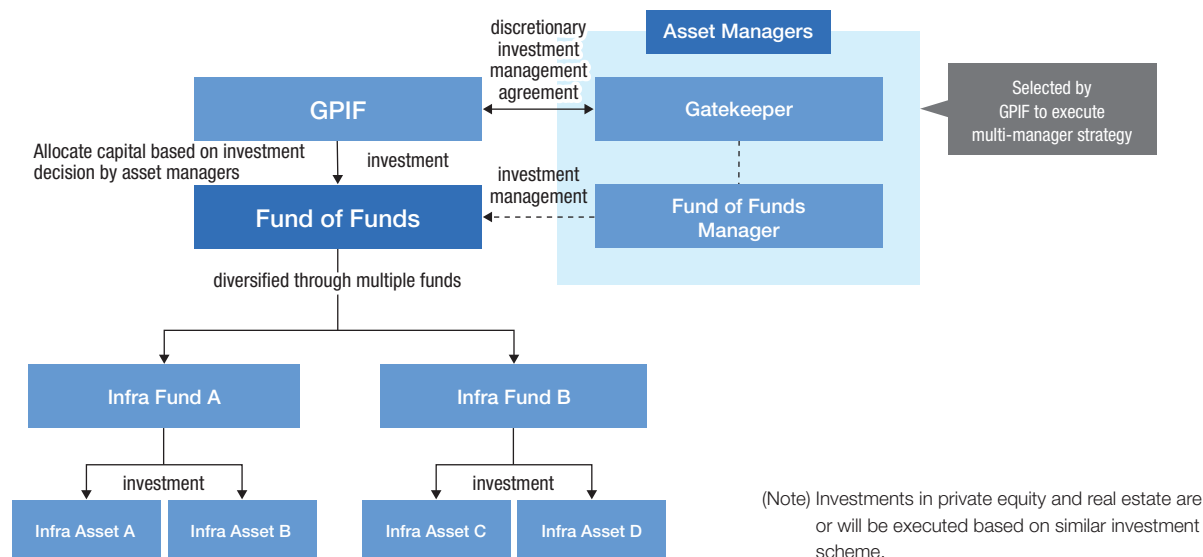 discretionary
investment
management
agreement
Asset Managers
GPIF
Gatekeeper
Selected by
GPIF to execute
multi-manager strategy
Allocate capital based on investment
decision by asset managers
investment
investment
management
Fund of Funds
Fund of Funds
Manager
diversified through multiple funds
Infra Fund A
Infra Fund B
investment
investment
Infra Asset A
Infra Asset B
Infra Asset C
Infra Asset D
(Note) Investments in private equity and real estate are
or will be executed based on similar investment
scheme.